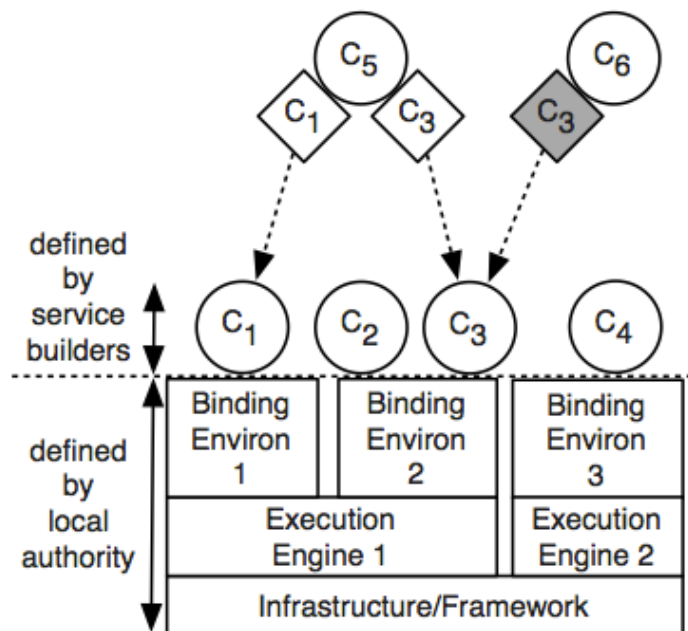 C5
C6
C1
C3
C3
defined
by
service
builders
C1
C2
C3
C4
defined
by
local
authority
Binding
Environ
1
Binding
Environ
2
Binding
Environ
3
Execution
Engine 1
Execution
Engine 2
Infrastructure/Framework